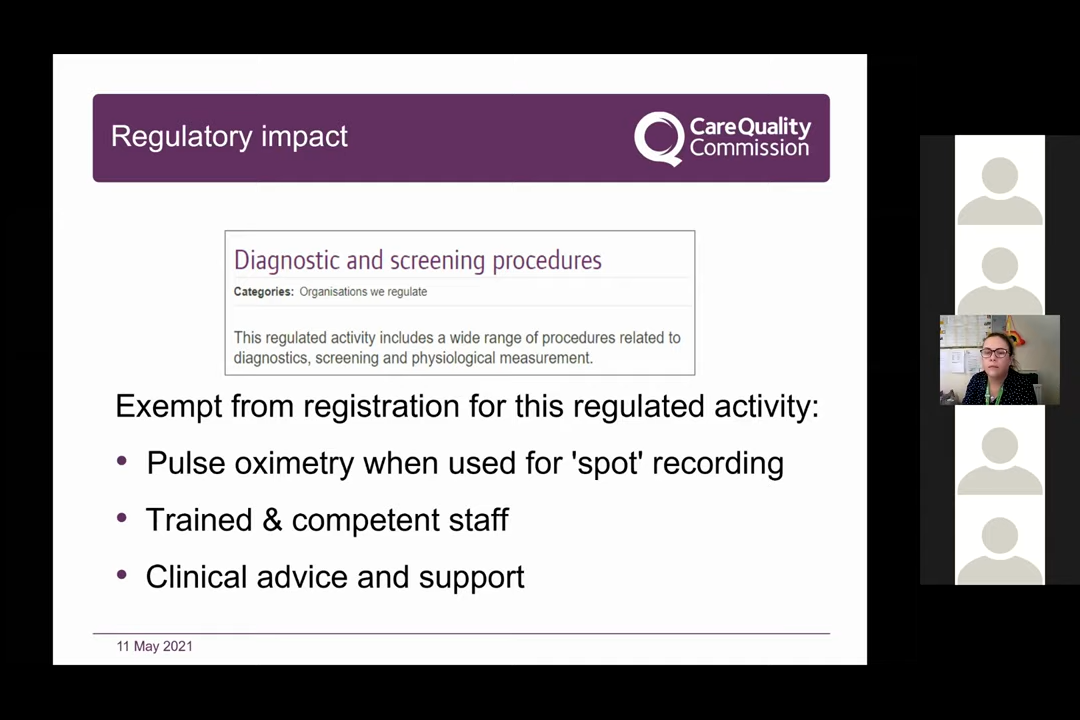 Regulatory impact
CareQuality
Commission
Diagnostic and screening procedures
Categories: Organisations we regulate
This regulated activity includes a wide range of procedures related to
diagnostics, screening and physiological measurement.
Exempt from registration for this regulated activity:
• Pulse oximetry when used for 'spot' recording
• Trained & competent staff
• Clinical advice and support
11 May 2021